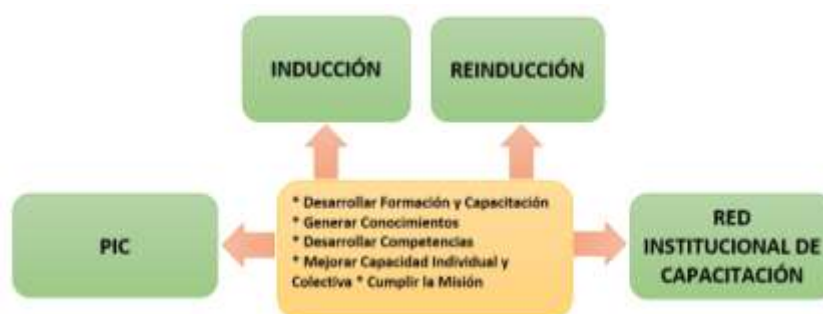 INDUCCIÓN
REINDUCCIÓN
PIC
* Desarrollar Formación y Capacitación
* Generar Conocimientos
* Desarrollar Competencias
* Mejorar Capacidad Individual y
Colectiva * Cumplir la Misión
RED
INSTITUCIONAL DE
CAPACITACIÓN